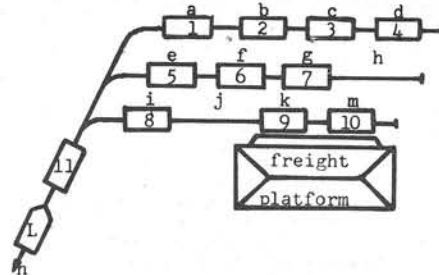 a b c d
1 2 3 4
e f g h
5 6 7
i j k m
8 9 10
11
freight
platform
L
n